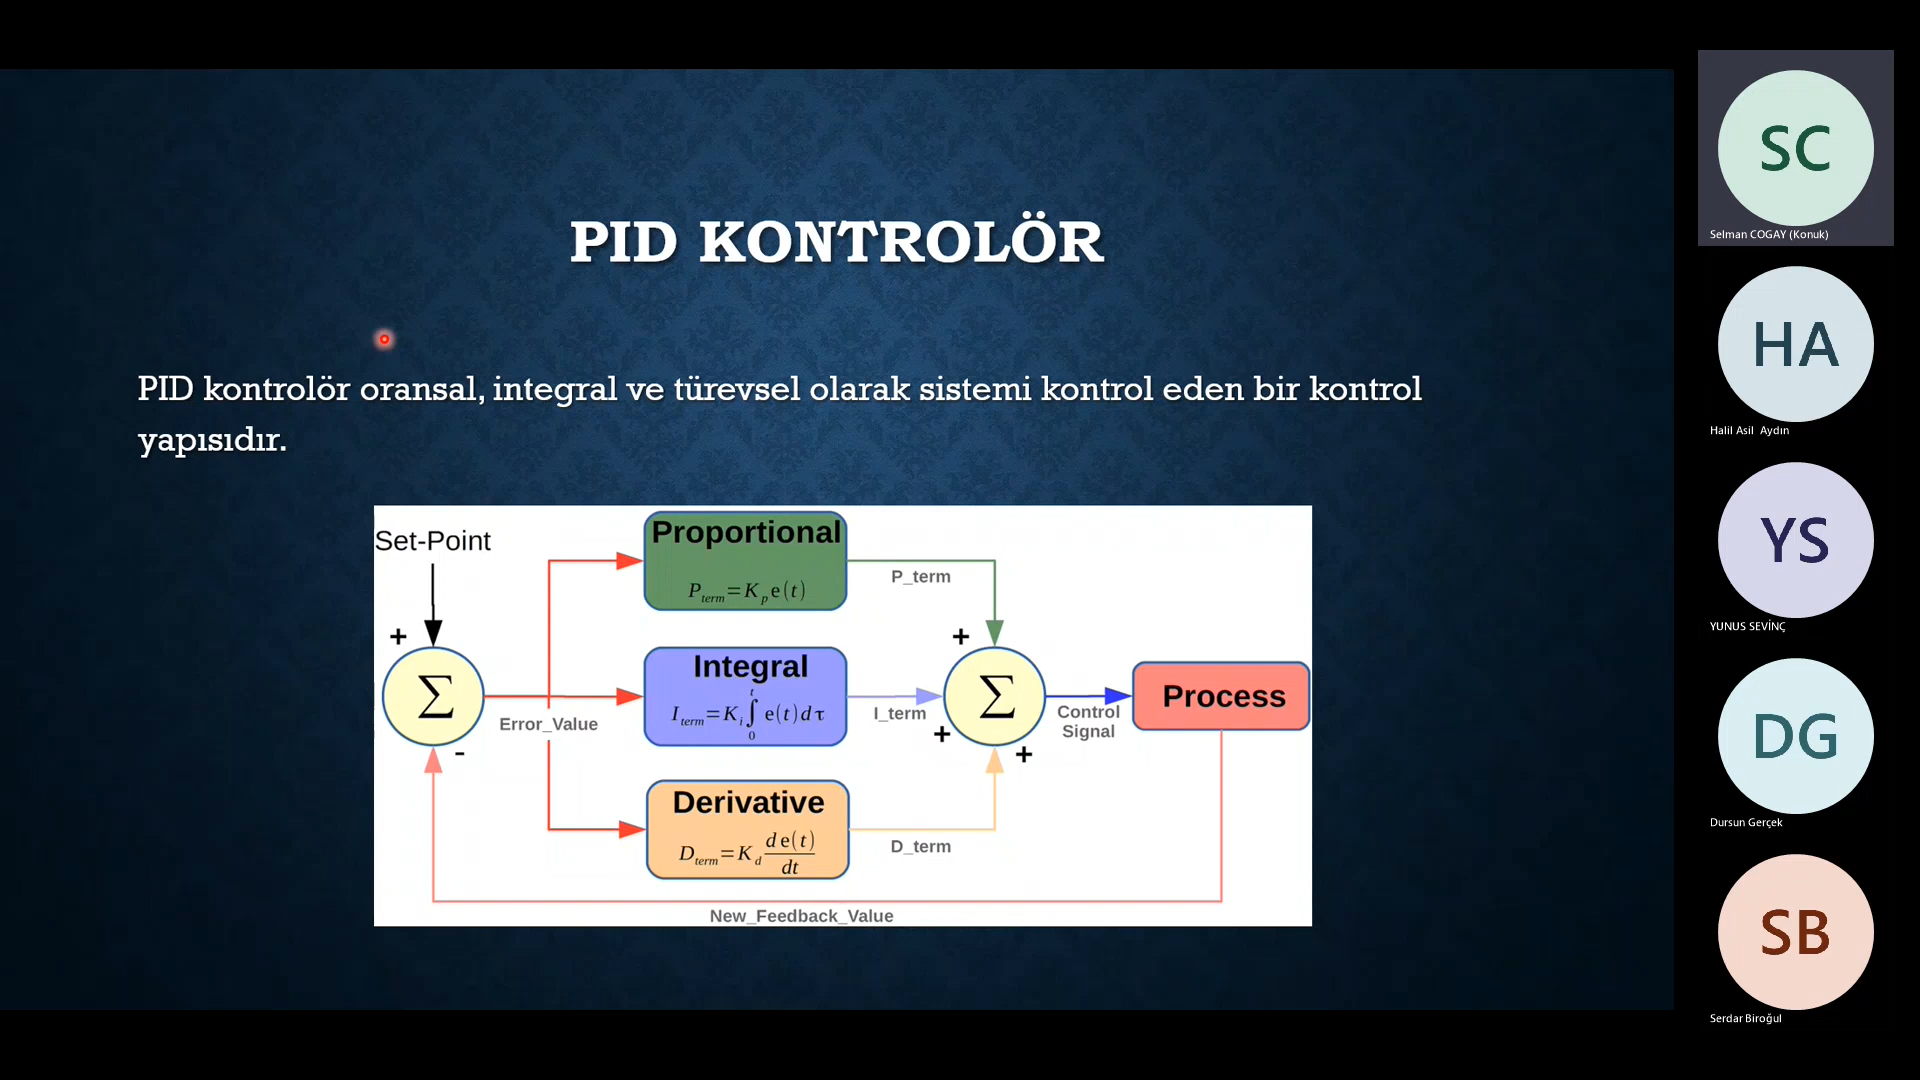 PID KONTROLÖR
PID kontrolör oransal, integral ve türevsel olarak sistemi kontrol eden bir kontrol
yapısıdır.
Set-Point
+
Σ
-
Error_Value
Proportional
P_term=K_p e(t)
P_term
Integral
I_term=K_i ∫_0^t e(t)dτ
I_term
Derivative
D_term=K_d d e(t)/dt
D_term
+
+
+
Σ
Control
Signal
Process
New_Feedback_Value
SC
Selman COGAY (Konuk)
HA
Halil Asil Aydın
YS
YUNUS SEVİNÇ
DG
Dursun Gerçek
SB
Serdar Biroğul